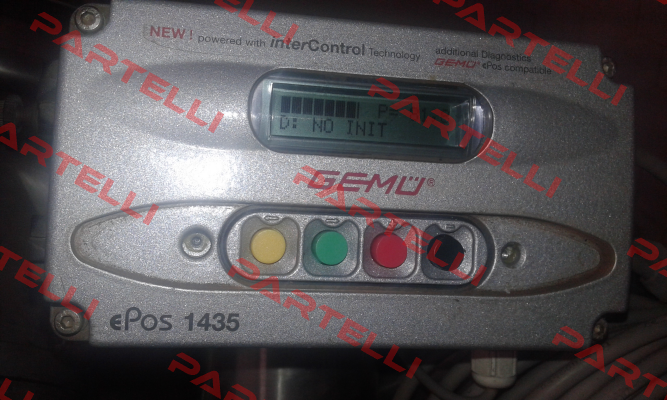 NEW! powered with interControl Technology
additional Diagnostics
GEMÜ® ePos compatible
P=
D: NO INIT
GEMÜ®
ePos 1435
PARTELLI
PARTELLI
PARTELLI
PARTELLI
PARTELLI
PARTELLI
PARTELLI
PARTELLI